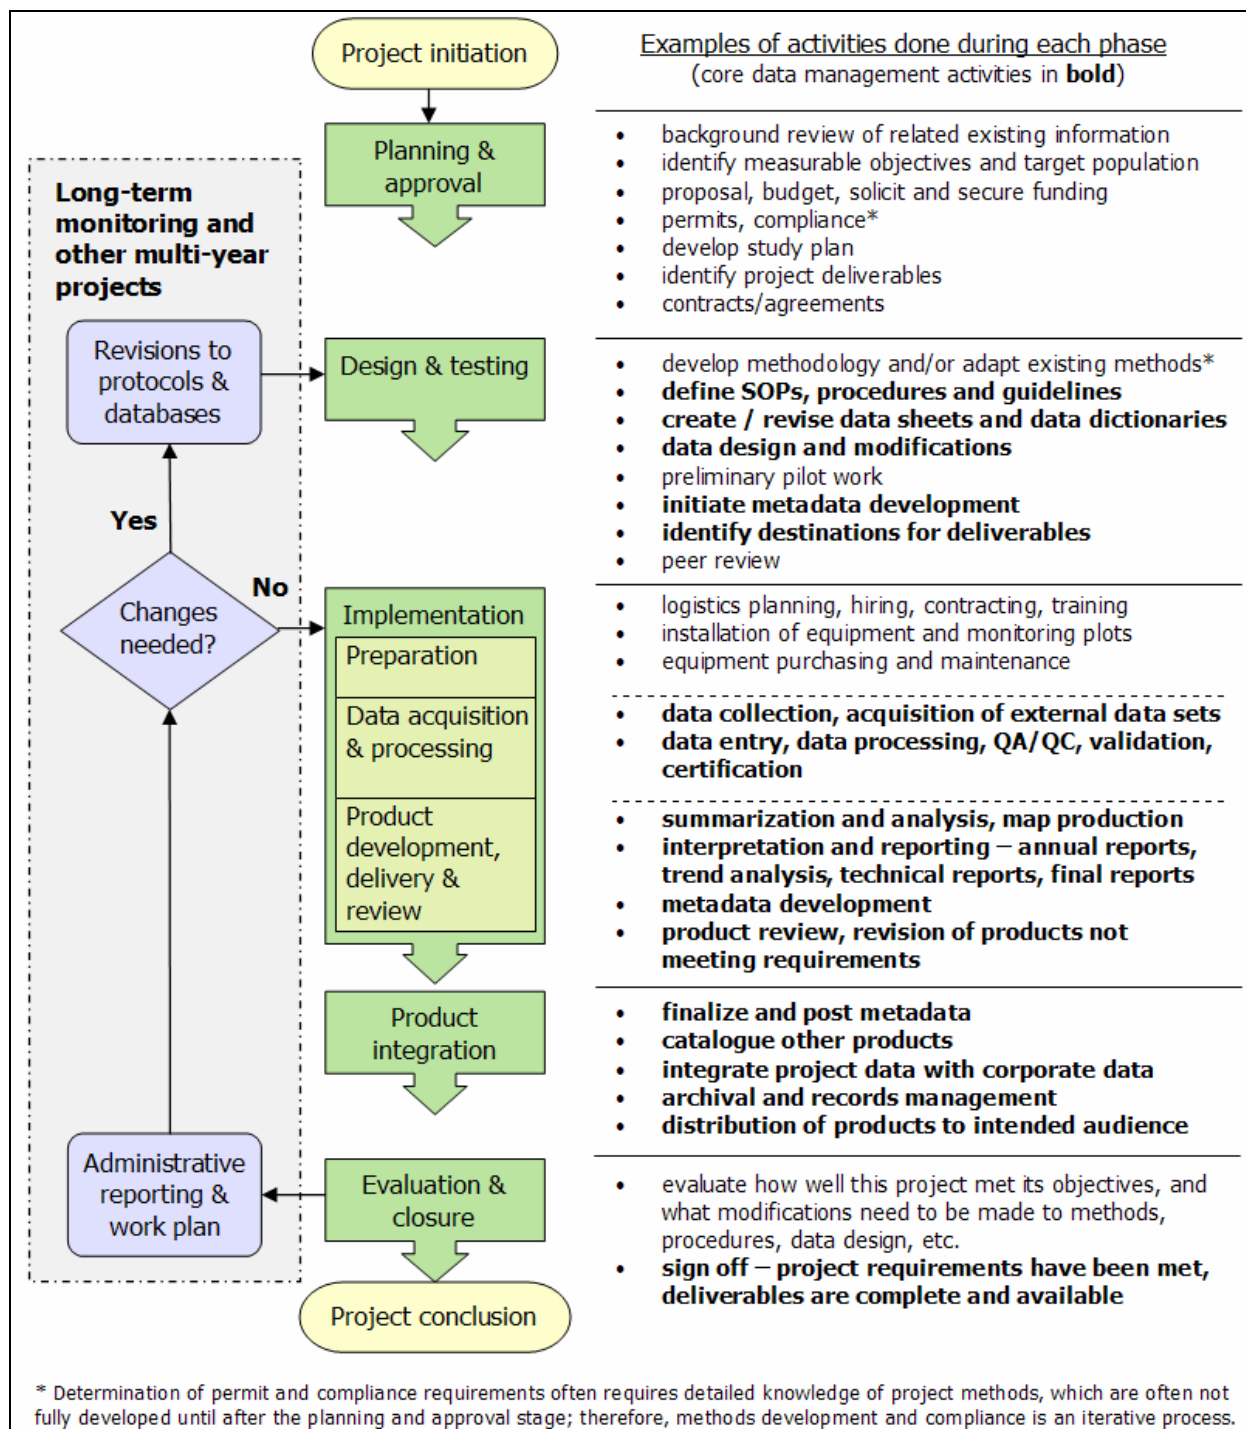 Project initiation
Examples of activities done during each phase
(core data management activities in bold)
Planning &
approval
• background review of related existing information
• identify measurable objectives and target population
• proposal, budget, solicit and secure funding
• permits, compliance*
• develop study plan
• identify project deliverables
• contracts/agreements
Long-term
monitoring and
other multi-year
projects
Revisions to
protocols &
databases
Design & testing
• develop methodology and/or adapt existing methods*
• define SOPs, procedures and guidelines
• create / revise data sheets and data dictionaries
• data design and modifications
• preliminary pilot work
• initiate metadata development
• identify destinations for deliverables
• peer review
Yes
No
Changes
needed?
Implementation
Preparation
• logistics planning, hiring, contracting, training
• installation of equipment and monitoring plots
• equipment purchasing and maintenance
Data acquisition
& processing
• data collection, acquisition of external data sets
• data entry, data processing, QA/QC, validation,
certification
Product
development,
delivery &
review
• summarization and analysis, map production
• interpretation and reporting – annual reports,
trend analysis, technical reports, final reports
• metadata development
• product review, revision of products not
meeting requirements
Product
integration
• finalize and post metadata
• catalogue other products
• integrate project data with corporate data
• archival and records management
• distribution of products to intended audience
Administrative
reporting &
work plan
Evaluation &
closure
• evaluate how well this project met its objectives, and
what modifications need to be made to methods,
procedures, data design, etc.
• sign off – project requirements have been met,
deliverables are complete and available
Project conclusion
* Determination of permit and compliance requirements often requires detailed knowledge of project methods, which are often not
fully developed until after the planning and approval stage; therefore, methods development and compliance is an iterative process.